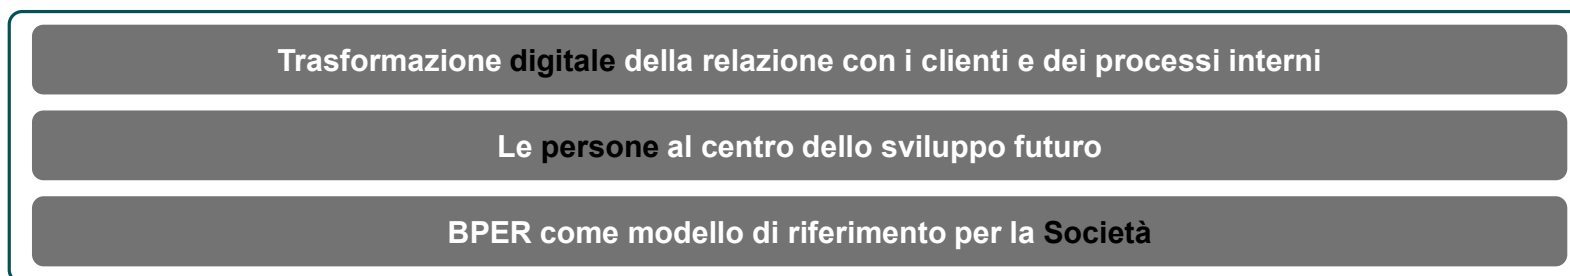 Trasformazione digitale della relazione con i clienti e dei processi interni
Le persone al centro dello sviluppo futuro
BPER come modello di riferimento per la Società